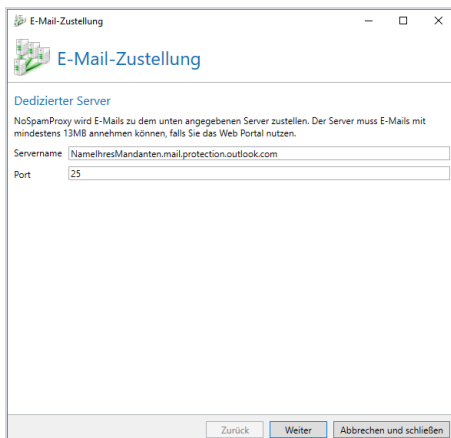 E-Mail-Zustellung
E-Mail-Zustellung
Dedizierter Server
NoSpamProxy wird E-Mails zu dem unten angegebenen Server zustellen. Der Server muss E-Mails mit
mindestens 13MB annehmen können, falls Sie das Web Portal nutzen.
Servername NameIhresMandanten.mail.protection.outlook.com
Port 25
Zurück Weiter Abbrechen und schließen